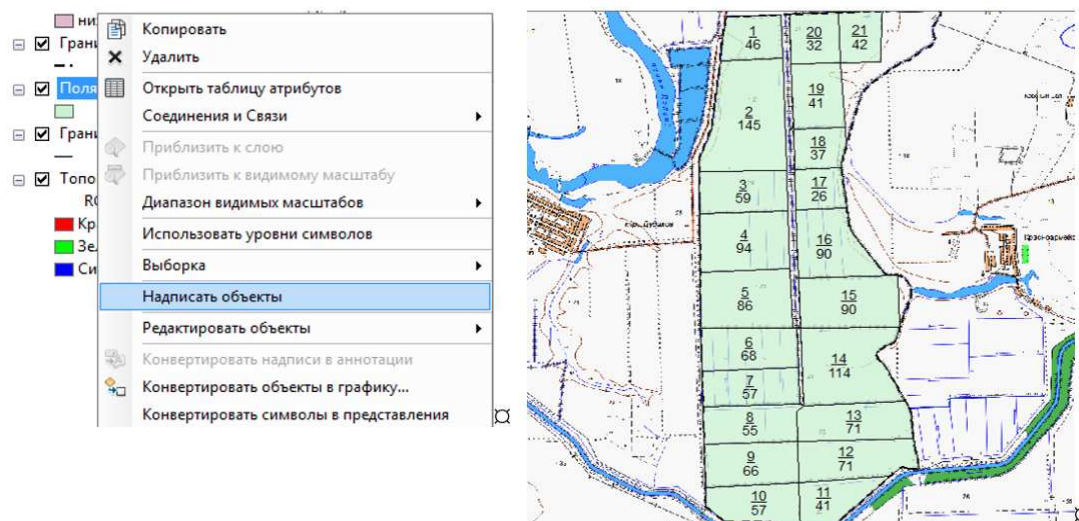 ни
Грани
Поля
Грани
Топо
Кр
Зе
Си
Копировать
Удалить
Открыть таблицу атрибутов
Соединения и Связи
Приблизить к слою
Приблизить к видимому масштабу
Диапазон видимых масштабов
Использовать уровни символов
Выборка
Надписать объекты
Редактировать объекты
Конвертировать надписи в аннотации
Конвертировать объекты в графику...
Конвертировать символы в представления
1
46
20
32
21
42
19
41
2
145
18
37
3
59
17
26
4
94
16
90
5
86
15
90
6
68
14
114
7
57
8
55
13
71
9
66
12
71
10
57
11
41
Красноармейс